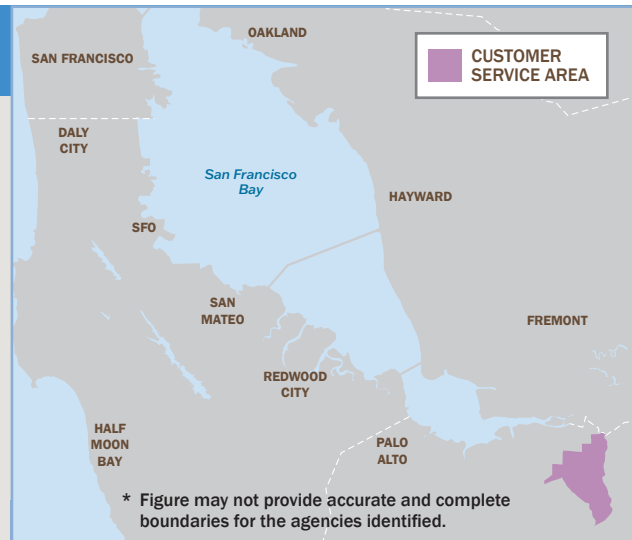 OAKLAND
SAN FRANCISCO
CUSTOMER
SERVICE AREA
DALY
CITY
San Francisco
Bay
HAYWARD
SFO
SAN
MATEO
FREMONT
REDWOOD
CITY
HALF
MOON
BAY
PALO
ALTO
* Figure may not provide accurate and complete
boundaries for the agencies identified.